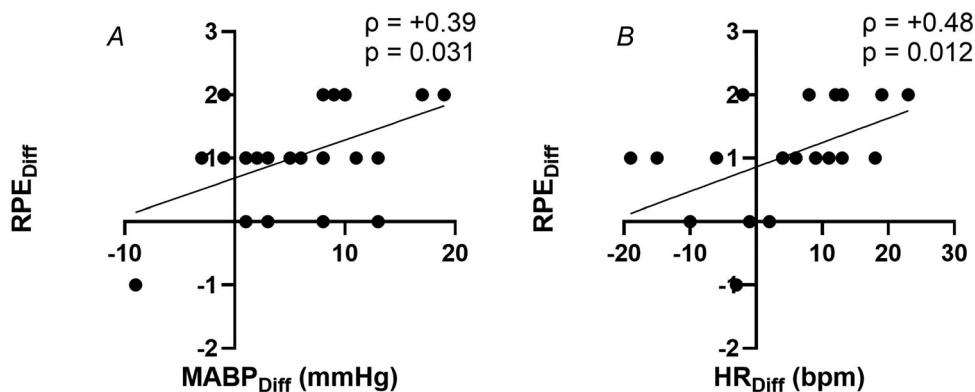 A
ρ = +0.39
p = 0.031
RPEDiff
3
2
1
-1
-2
-10
10
20
MABPDiff (mmHg)
B
ρ = +0.48
p = 0.012
RPEDiff
3
2
1
-1
-2
-20
-10
10
20
30
HRDiff (bpm)